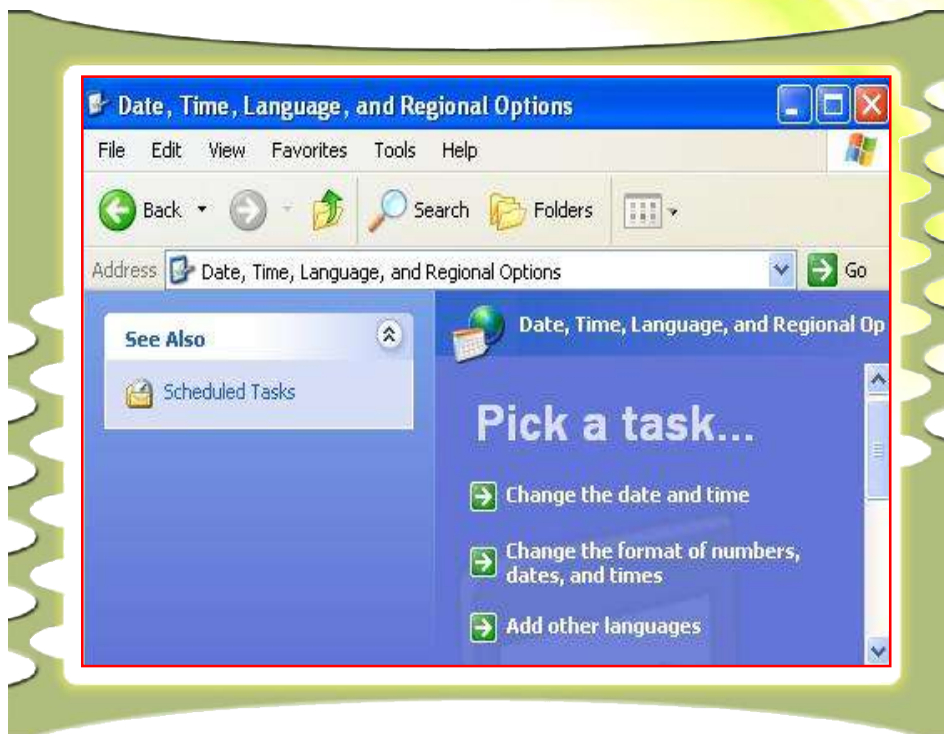 Date, Time, Language, and Regional Options
File Edit View Favorites Tools Help
Back Search Folders
Address Date, Time, Language, and Regional Options Go
See Also
Scheduled Tasks
Date, Time, Language, and Regional Op
Pick a task...
Change the date and time
Change the format of numbers,
dates, and times
Add other languages